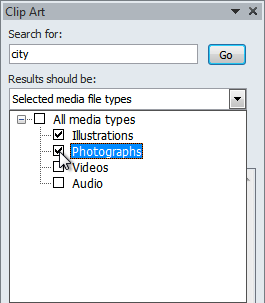 Clip Art
Search for:
city
Go
Results should be:
Selected media file types
All media types
Illustrations
Photographs
Videos
Audio